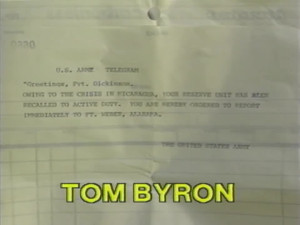 U.S. ARMY TELEGRAM
"Greetings, Pvt. Dickinson,
OWING TO THE CRISIS IN NICARAGUA, YOUR RESERVE UNIT HAS BEEN
RECALLED TO ACTIVE DUTY. YOU ARE HEREBY ORDERED TO REPORT
IMMEDIATELY TO FT.
THE UNITED STATES ARMY
TOM BYRON